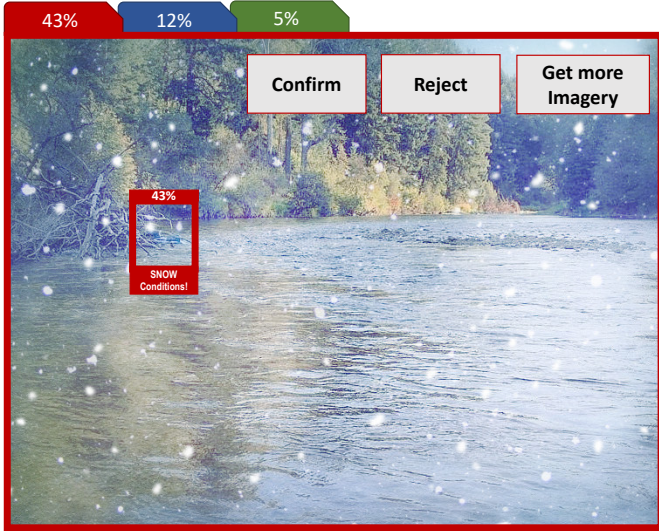 43% 12% 5%
Confirm Reject Get more
Imagery
43%
SNOW
Conditions!